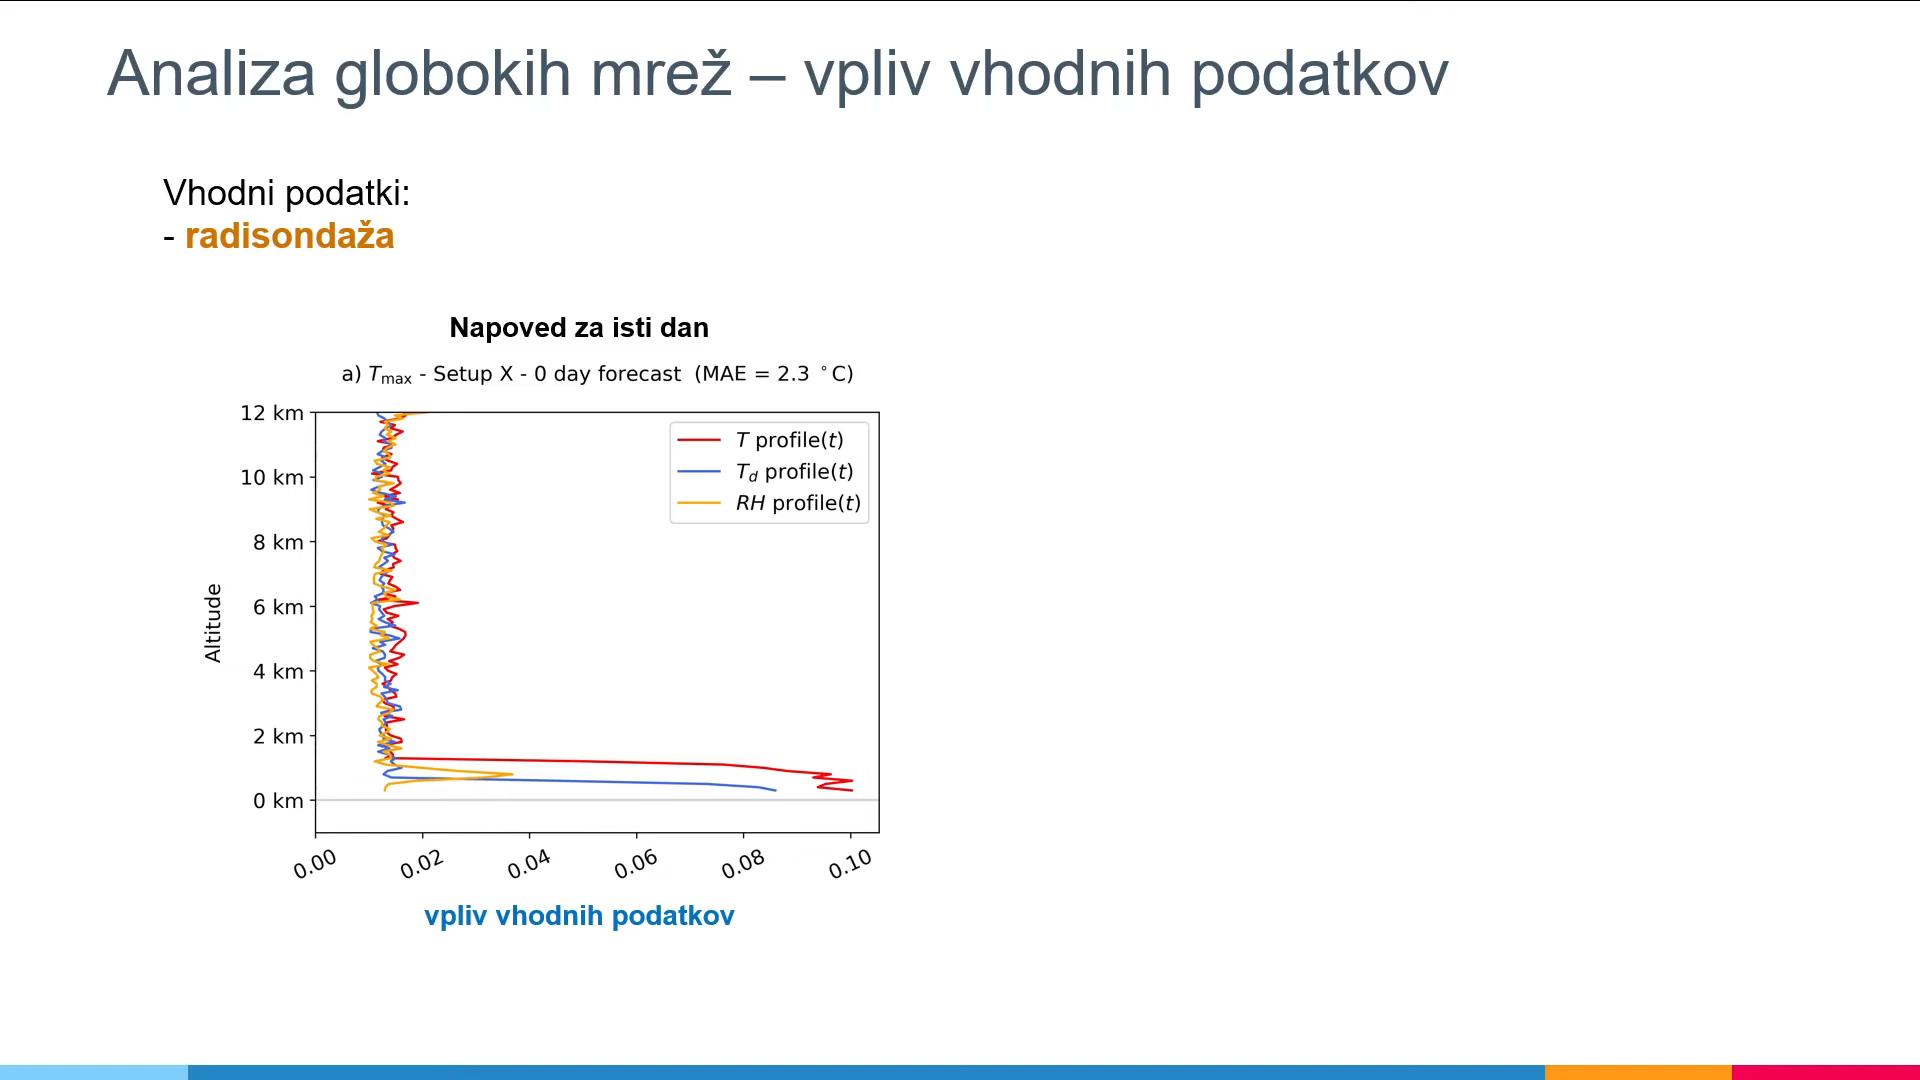 Analiza globokih mrež – vpliv vhodnih podatkov
Vhodni podatki:
- radisondaža
Napoved za isti dan
a) Tmax - Setup X - 0 day forecast (MAE = 2.3 °C)
12 km
10 km
8 km
6 km
4 km
2 km
0 km
Altitude
T profile(t)
Td profile(t)
RH profile(t)
0.00 0.02 0.04 0.06 0.08 0.10
vpliv vhodnih podatkov